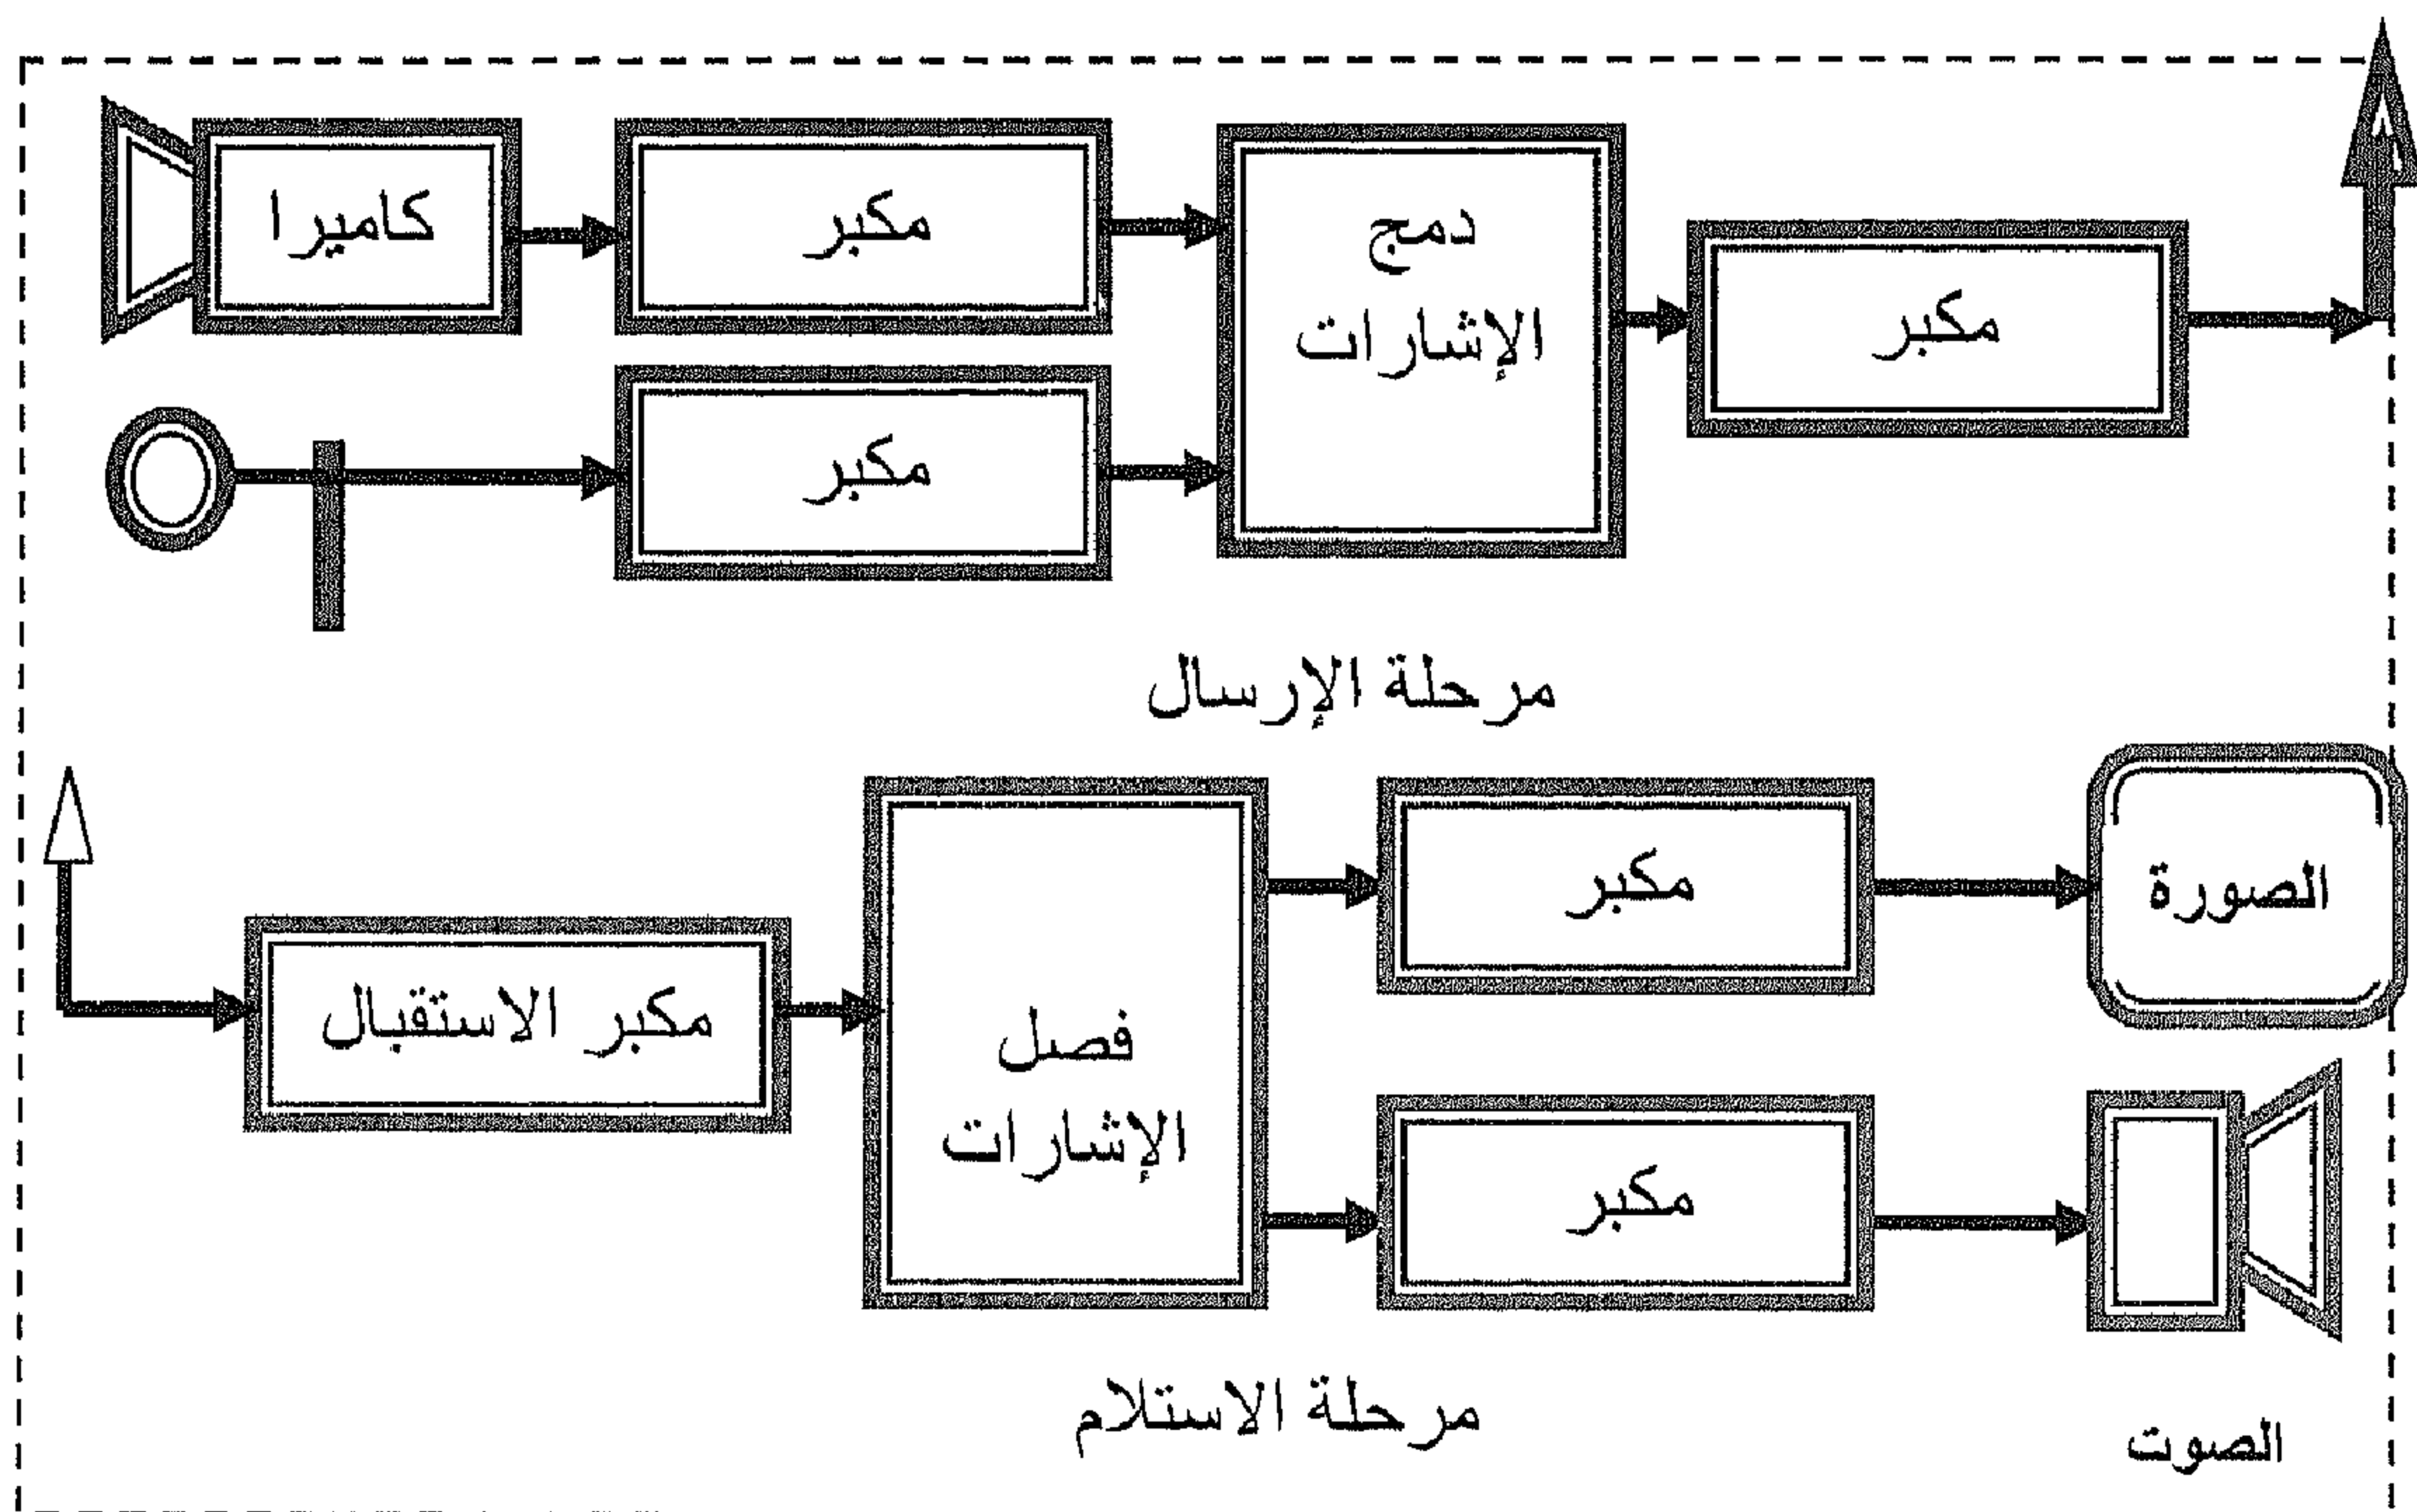 كاميرا
مكبر
دمج
الإشارات
مكبر
مكبر
مرحلة الإرسال
مكبر الاستقبال
فصل
الإشارات
مكبر
الصورة
مكبر
مرحلة الاستلام
الصوت